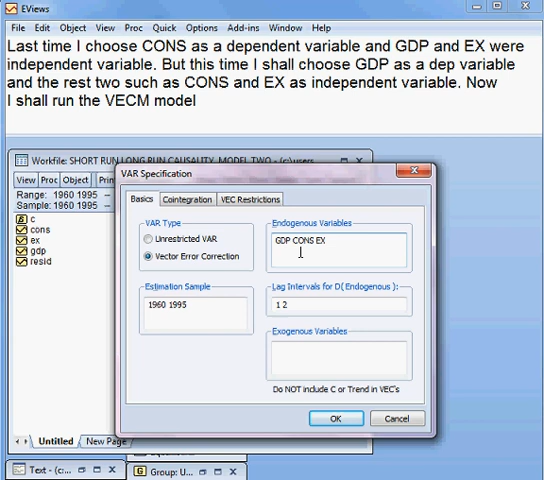 EViews
File Edit Object View Proc Quick Options Add-ins Window Help
Last time I choose CONS as a dependent variable and GDP and EX were
independent variable. But this time I shall choose GDP as a dep variable
and the rest two such as CONS and EX as independent variable. Now
I shall run the VECM model
Workfile: SHORT RUN LONG RUN CAUSALITY_MODEL TWO - (c:\users
VAR Specification
View Proc Object
Range: 1960 1995 --
Sample: 1960 1995 --
c
cons
ex
gdp
resid
Basics Cointegration VEC Restrictions
VAR Type
Unrestricted VAR
Vector Error Correction
Endogenous Variables
GDP CONS EX
Estimation Sample
1960 1995
Lag Intervals for D(Endogenous):
1 2
Exogenous Variables
Do NOT include C or Trend in VEC's
OK Cancel
Untitled New Page
Text - (c:...
Group: U...